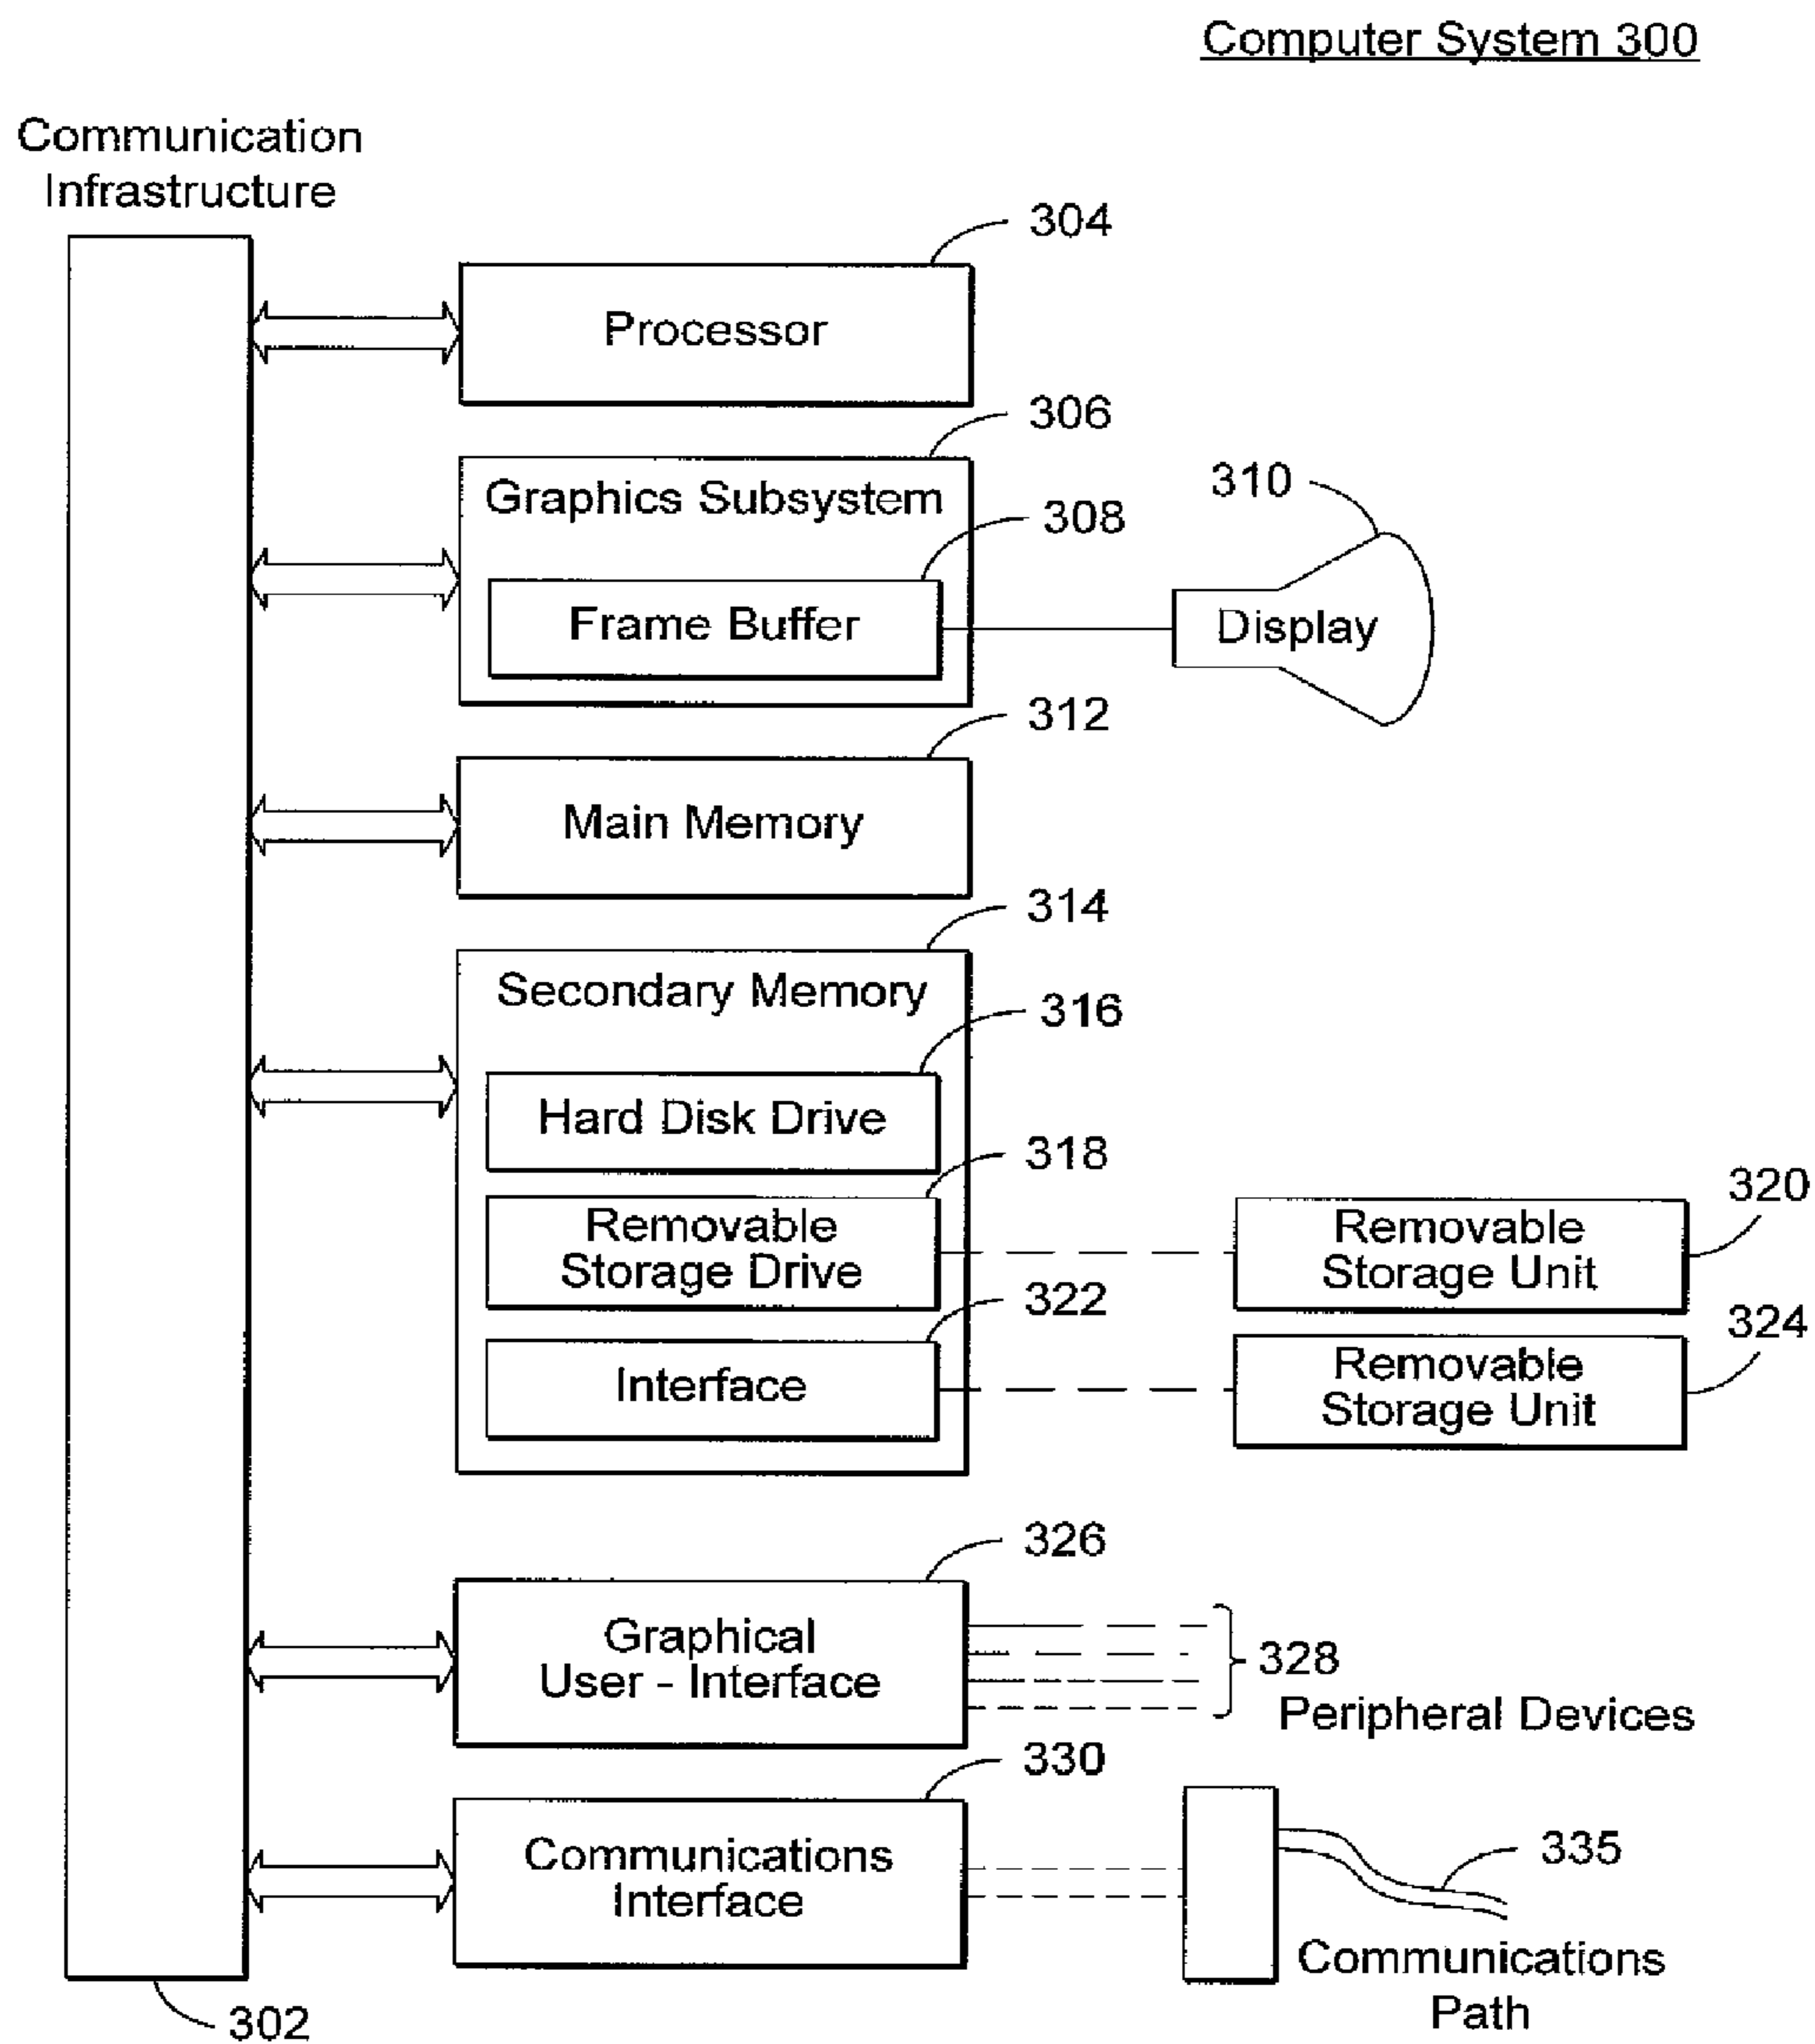 Computer System 300
Communication
Infrastructure
304
Processor
306
Graphics Subsystem
308
Frame Buffer
310
Display
312
Main Memory
314
Secondary Memory
316
Hard Disk Drive
318
Removable
Storage Drive
320
Removable
Storage Unit
322
Interface
324
Removable
Storage Unit
326
Graphical
User - Interface
328
Peripheral Devices
330
Communications
Interface
335
Communications
Path
302